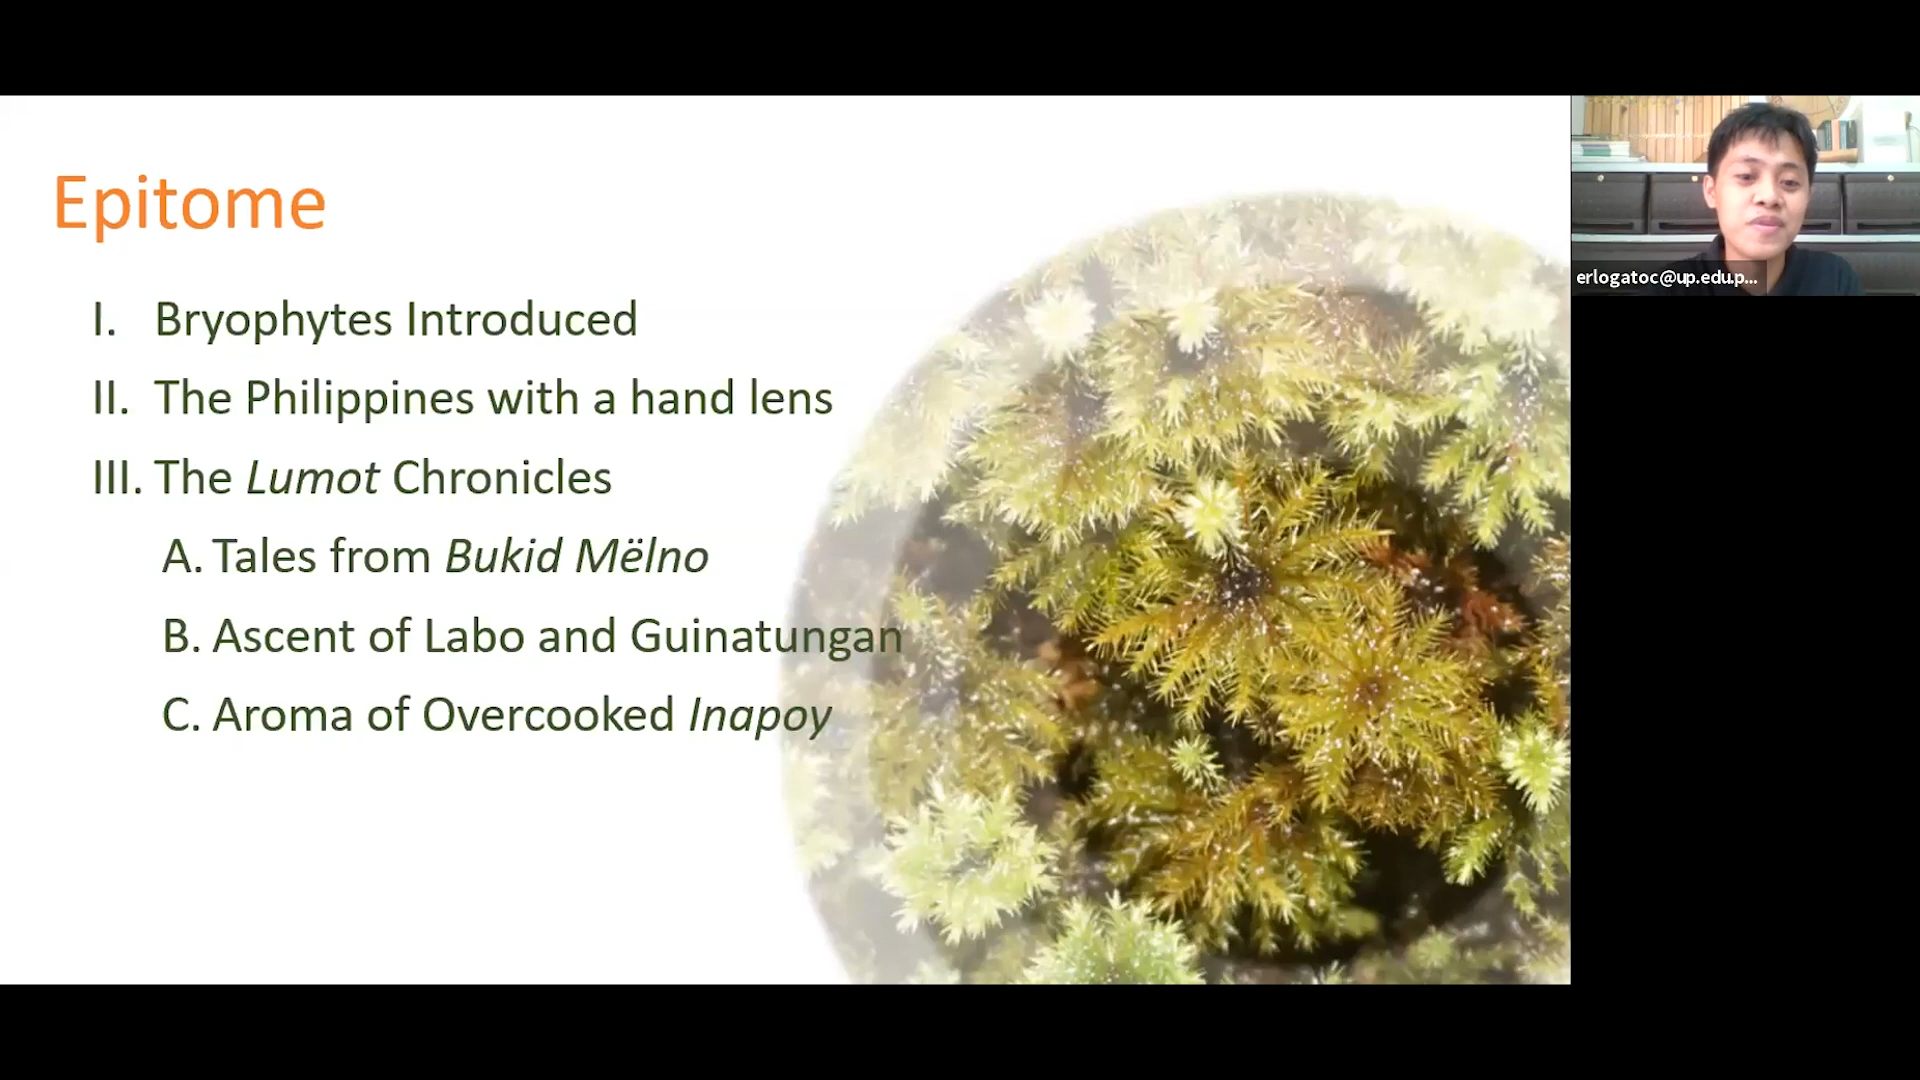 Epitome
I. Bryophytes Introduced
II. The Philippines with a hand lens
III. The Lumot Chronicles
A. Tales from Bukid Mëlno
B. Ascent of Labo and Guinatungan
C. Aroma of Overcooked Inapoy
erlogatoc@up.edu.p...